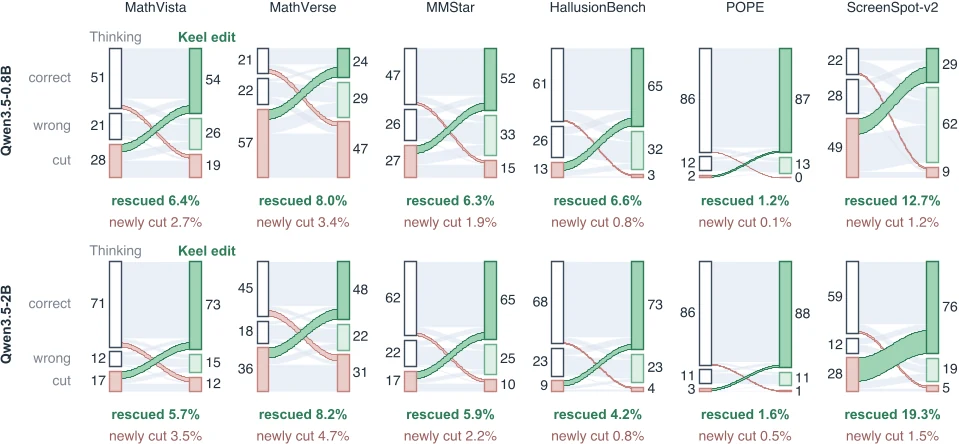 MathVista MathVerse MMStar HallusionBench POPE ScreenSpot-v2
Qwen3.5-0.8B
Thinking Keel edit
correct
wrong
cut
51 21 28 54 26 19
21 22 57 24 29 47
47 26 27 52 33 15
61 26 13 65 32 3
86 12 2 87 13 0
22 28 49 29 62 9
rescued 6.4% rescued 8.0% rescued 6.3% rescued 6.6% rescued 1.2% rescued 12.7%
newly cut 2.7% newly cut 3.4% newly cut 1.9% newly cut 0.8% newly cut 0.1% newly cut 1.2%
Qwen3.5-2B
Thinking Keel edit
correct
wrong
cut
71 12 17 73 15 12
45 18 36 48 22 31
62 22 17 65 25 10
68 23 9 73 23 4
86 11 3 88 11 1
59 12 28 76 19 5
rescued 5.7% rescued 8.2% rescued 5.9% rescued 4.2% rescued 1.6% rescued 19.3%
newly cut 3.5% newly cut 4.7% newly cut 2.2% newly cut 0.8% newly cut 0.5% newly cut 1.5%